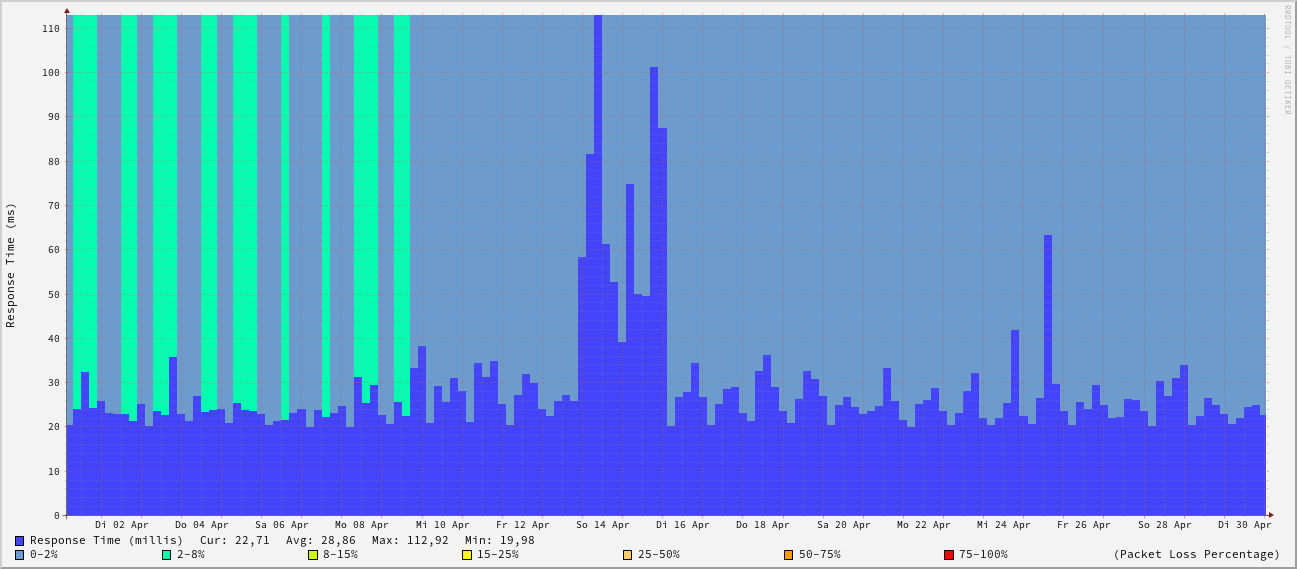 RRDTOOL / TOBI OETIKER
Response Time (ms)
110
100
90
80
70
60
50
40
30
20
10
0
Di 02 Apr Do 04 Apr Sa 06 Apr Mo 08 Apr Mi 10 Apr Fr 12 Apr So 14 Apr Di 16 Apr Do 18 Apr Sa 20 Apr Mo 22 Apr Mi 24 Apr Fr 26 Apr So 28 Apr Di 30 Apr
Response Time (millis) Cur: 22,71 Avg: 28,86 Max: 112,92 Min: 19,98
0-2% 2-8% 8-15% 15-25% 25-50% 50-75% 75-100% (Packet Loss Percentage)